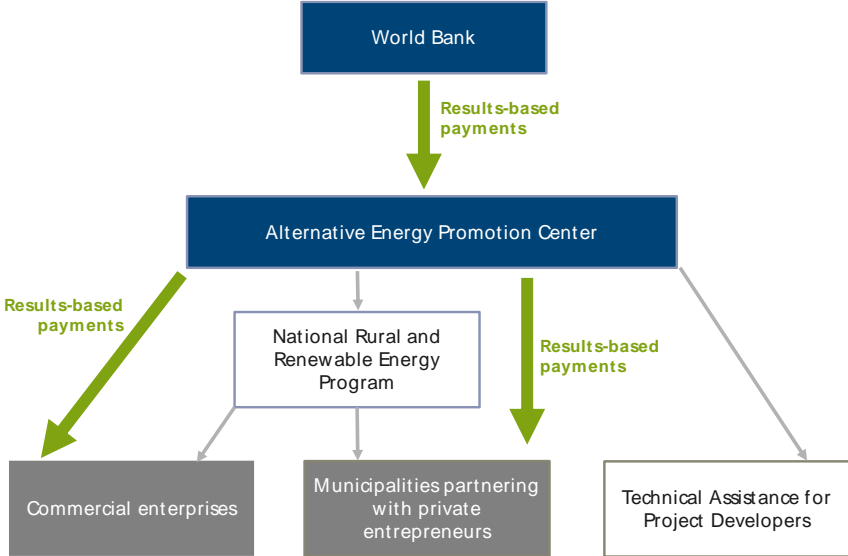 World Bank
Results-based
payments
Alternative Energy Promotion Center
Results-based
payments
National Rural and
Renewable Energy
Program
Results-based
payments
Commercial enterprises
Municipalities partnering
with private
entrepreneurs
Technical Assistance for
Project Developers